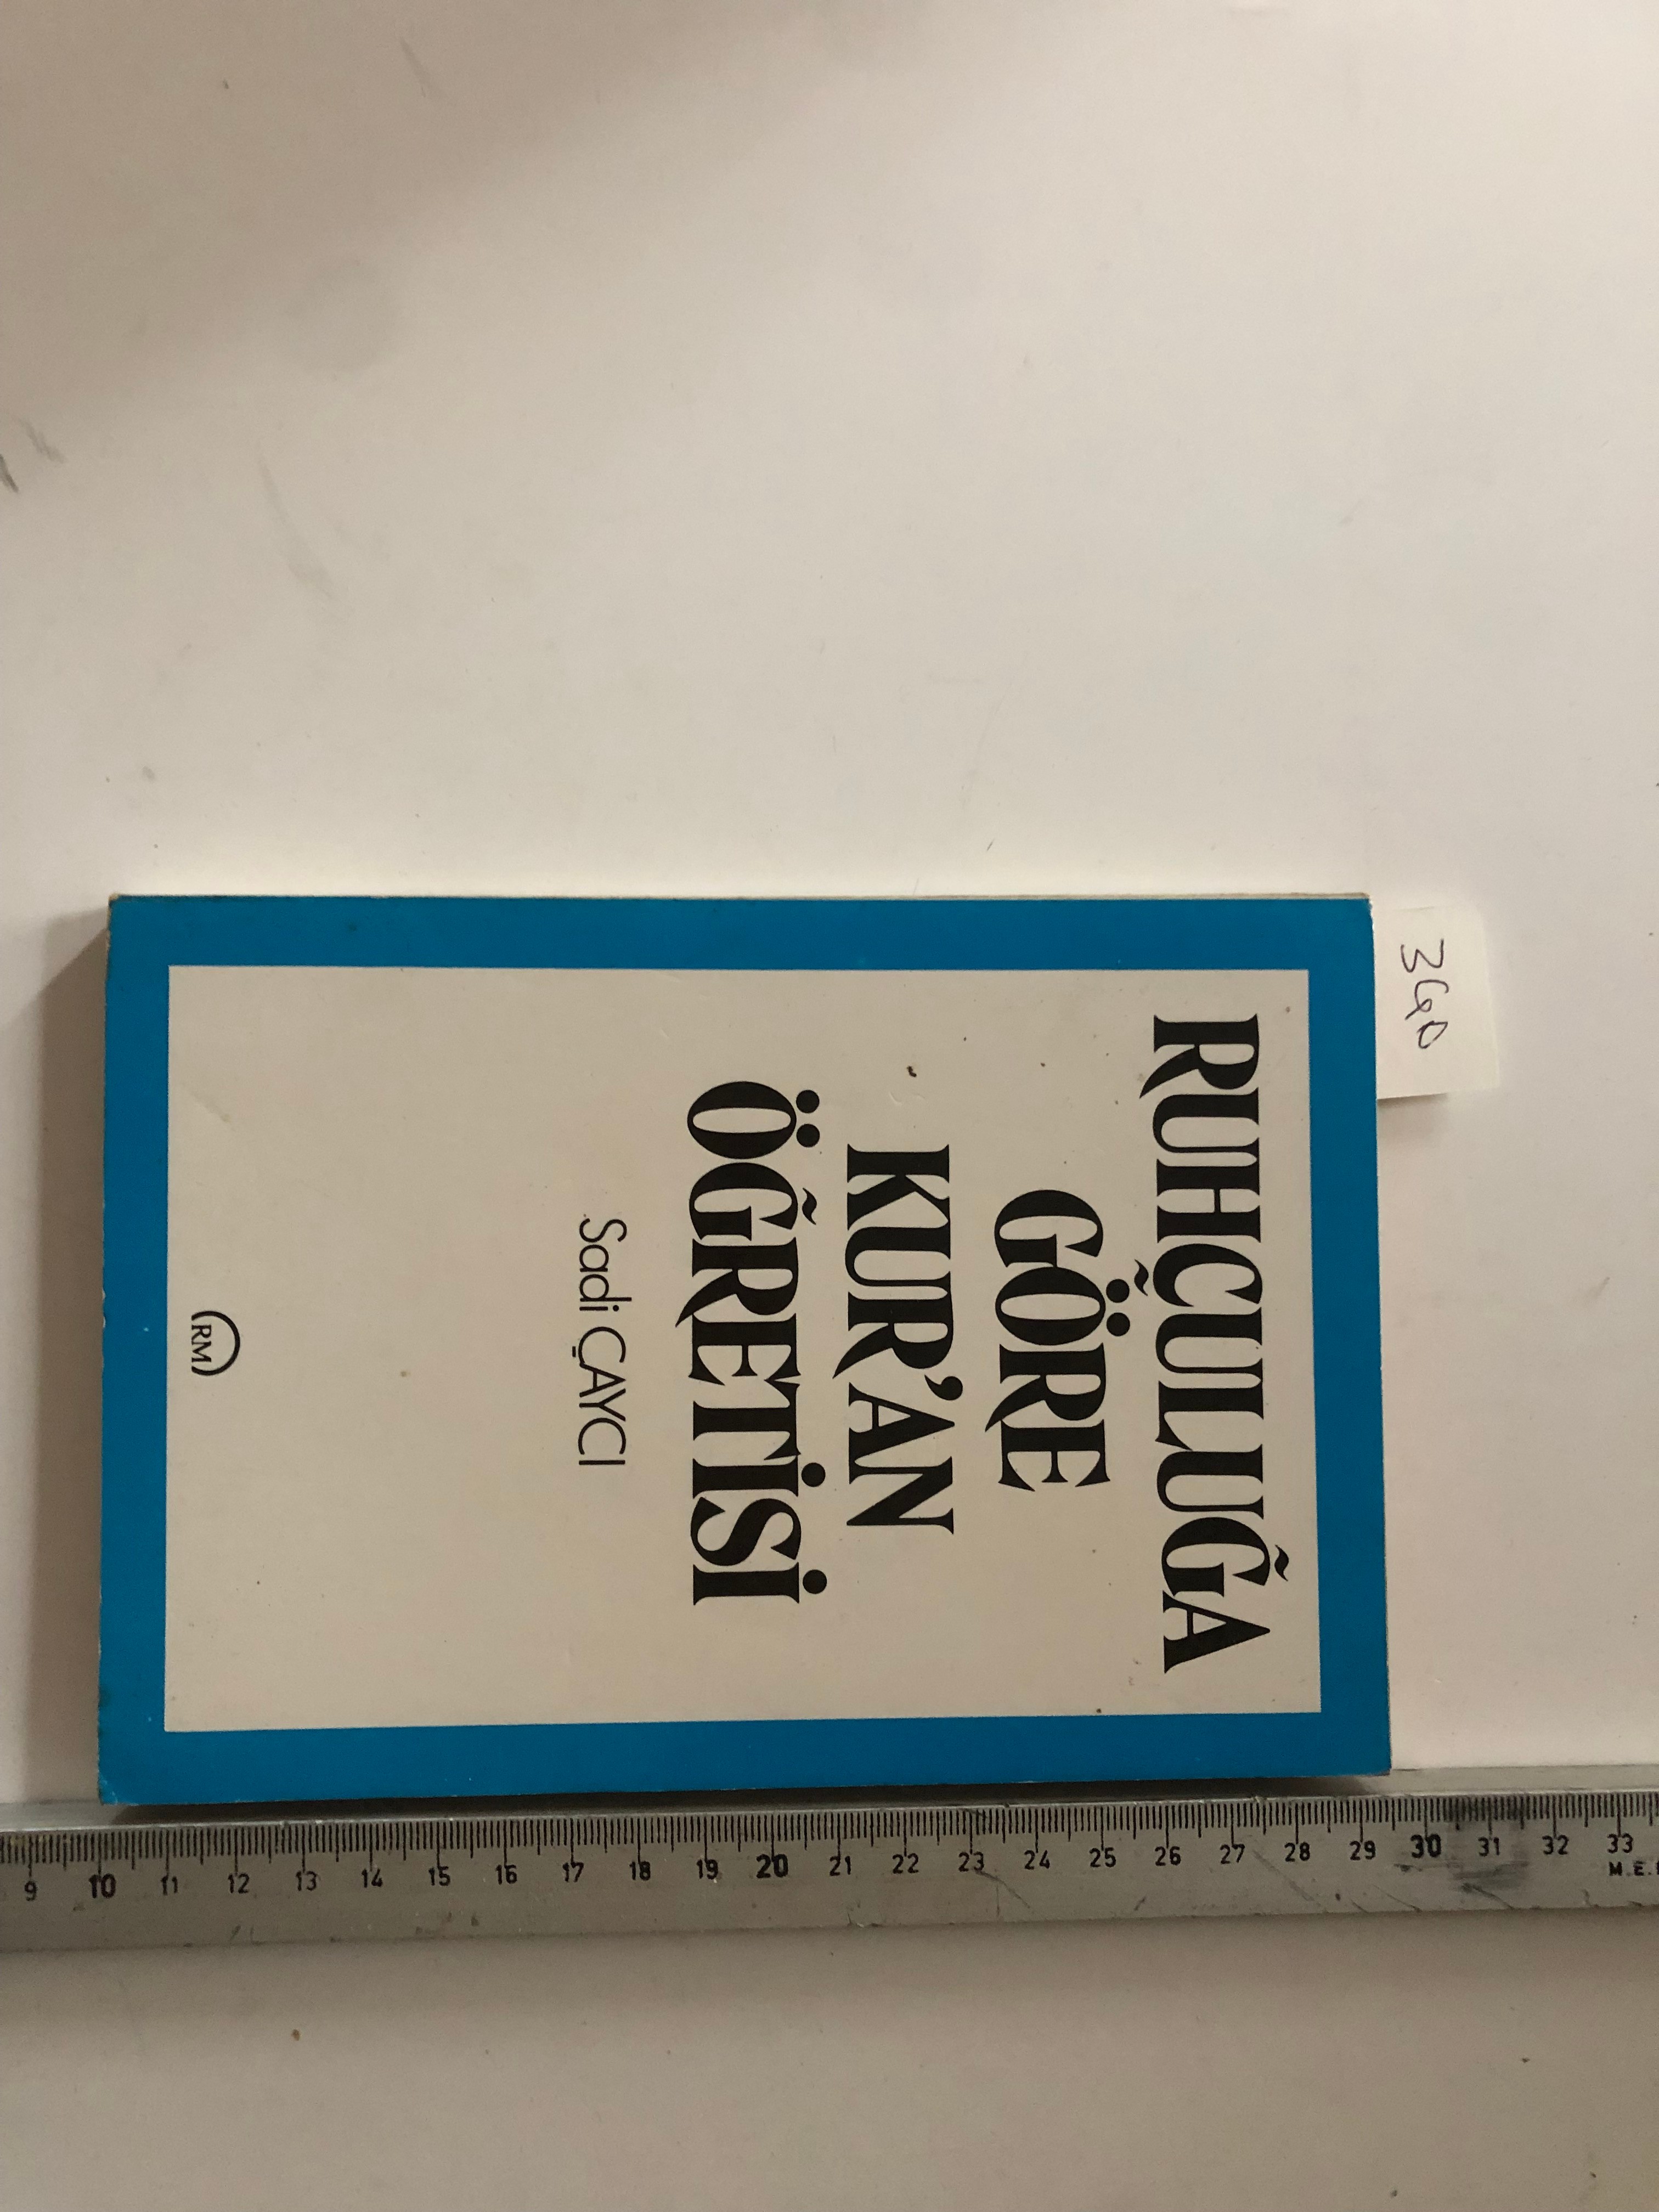 RUHÇULUĞA
GÖRE
KUR'AN
ÖĞRETİSİ
Sadi ÇAYCI
RM
9 10 11 12 13 14 15 16 17 18 19 20 21 22 23 24 25 26 27 28 29 30 31 32 33